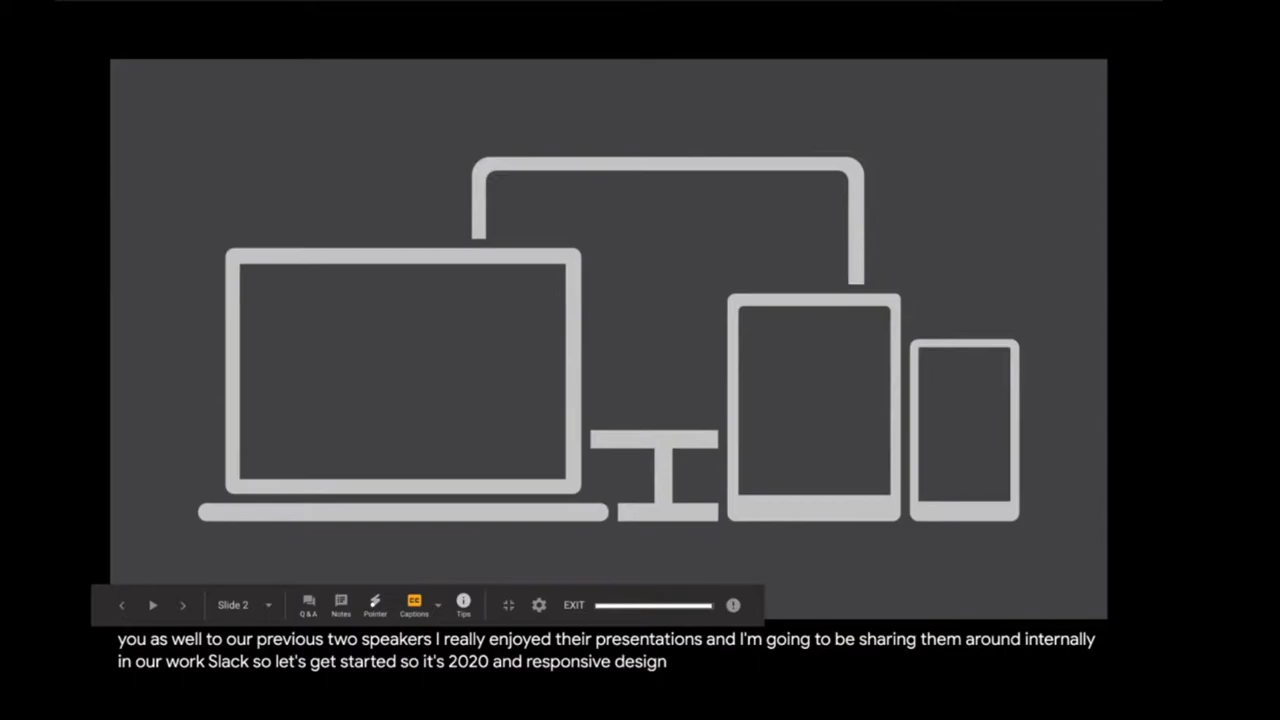 Slide 2
Q & A
Notes
Pointer
CC
Captions
Tips
EXIT
you as well to our previous two speakers I really enjoyed their presentations and I'm going to be sharing them around internally
in our work Slack so let's get started so it's 2020 and responsive design